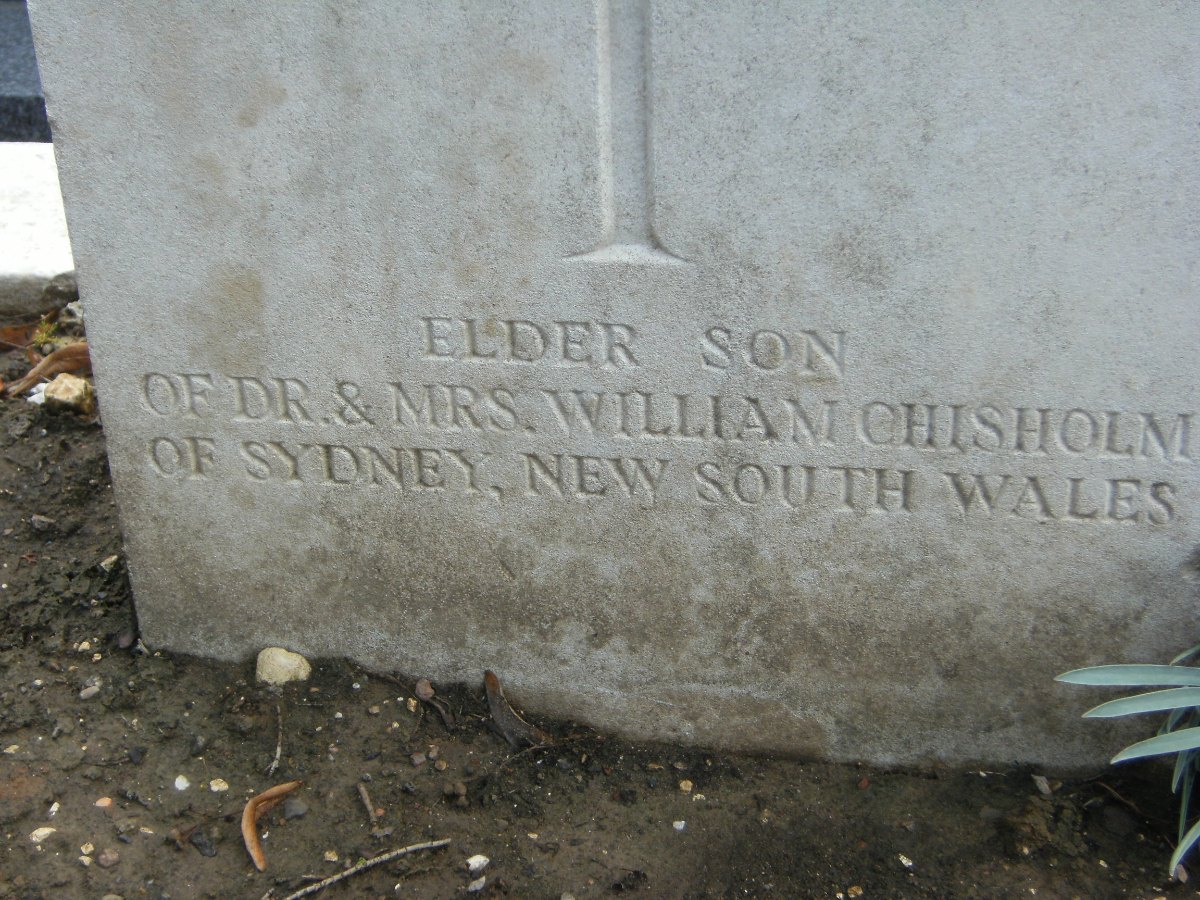 ELDER SON
OF DR. & MRS. WILLIAM CHISHOLM
OF SYDNEY, NEW SOUTH WALES